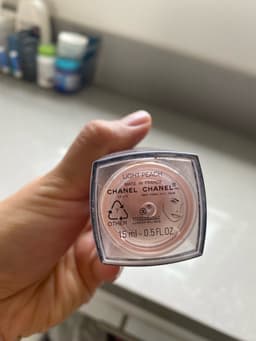 LIGHT PEACH
MADE IN FRANCE
CHANEL CHANEL
OTHER
15 ml - 0.5 FL.OZ.